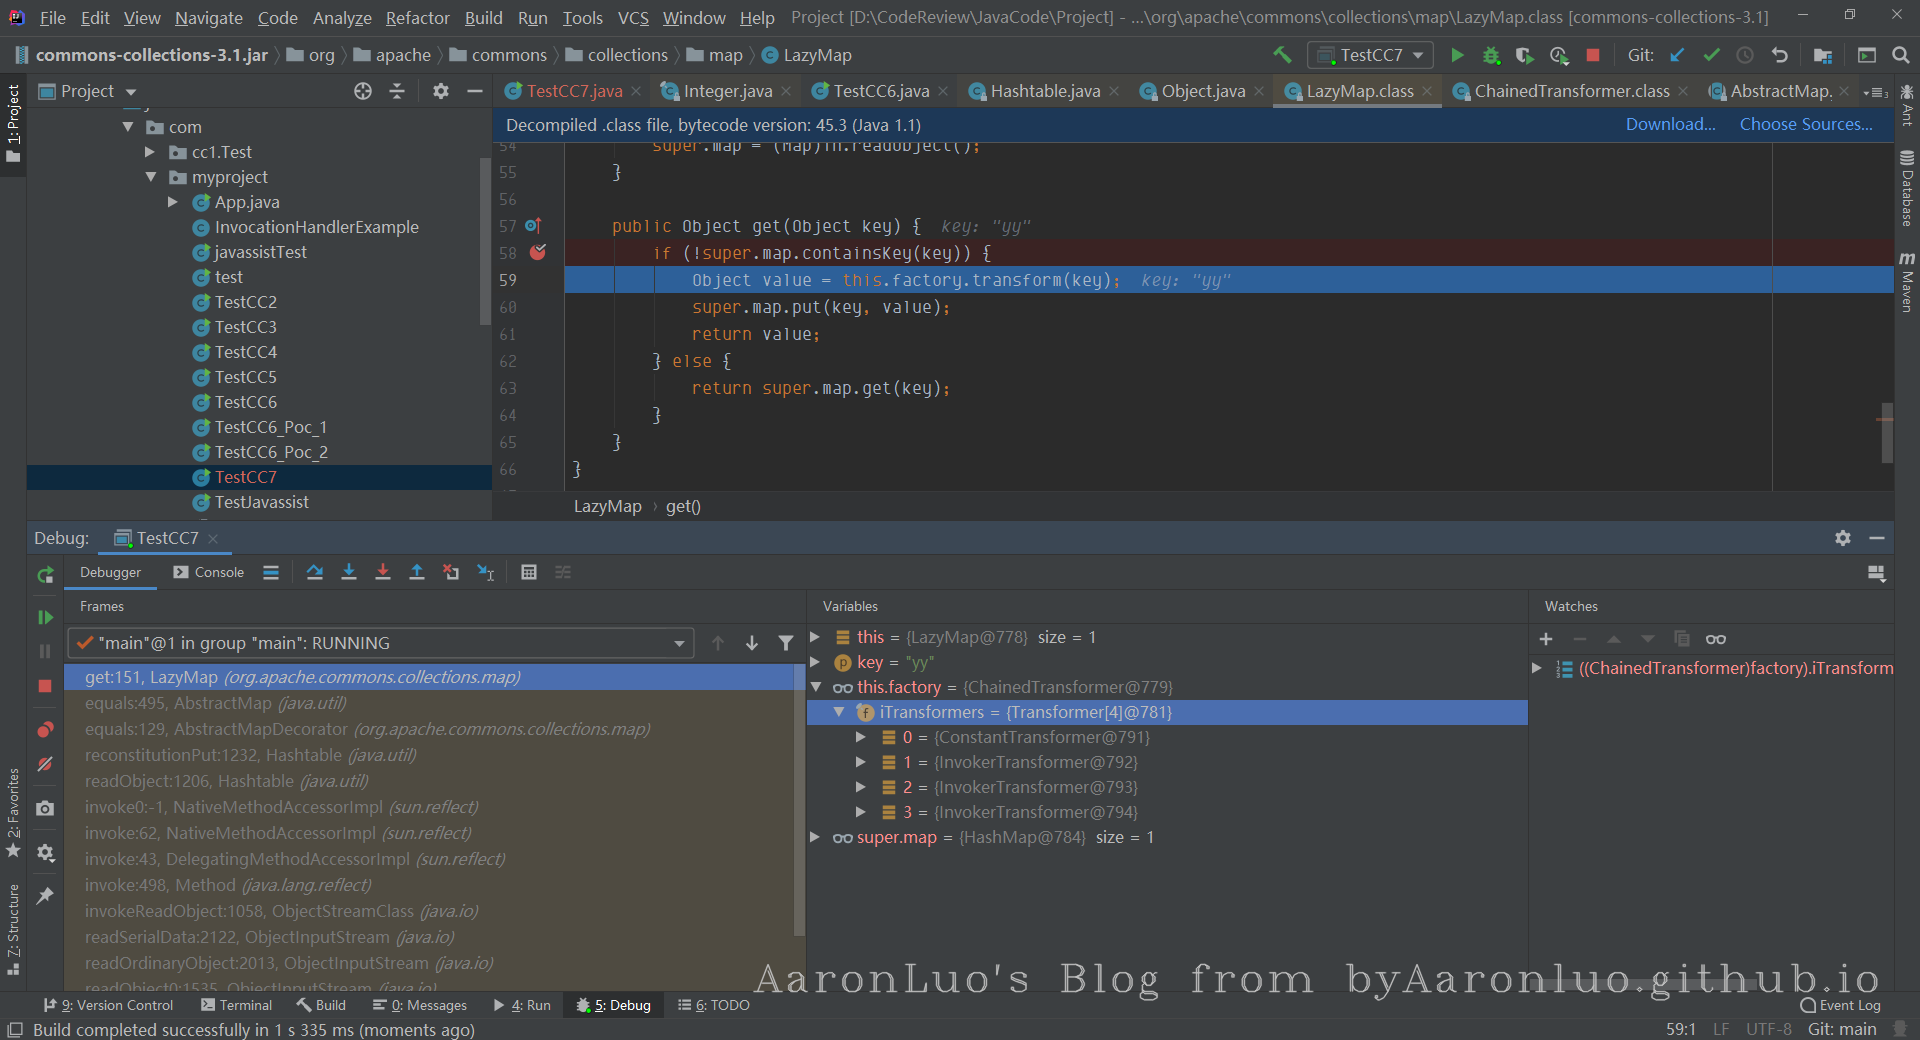 File Edit View Navigate Code Analyze Refactor Build Run Tools VCS Window Help Project [D:\CodeReview\JavaCode\Project] - ...\org\apache\commons\collections\map\LazyMap.class [commons-collections-3.1]
commons-collections-3.1.jar org apache commons collections map LazyMap TestCC7 Git:
Project TestCC7.java Integer.java TestCC6.java Hashtable.java Object.java LazyMap.class ChainedTransformer.class AbstractMap.
Decompiled .class file, bytecode version: 45.3 (Java 1.1) Download... Choose Sources...
com
cc1.Test
myproject
App.java
InvocationHandlerExample
javassistTest
test
TestCC2
TestCC3
TestCC4
TestCC5
TestCC6
TestCC6_Poc_1
TestCC6_Poc_2
TestCC7
TestJavassist
54 super.map = (Map)in.readObject();
55 }
56
57 public Object get(Object key) { key: "yy"
58 if (!super.map.containsKey(key)) {
59 Object value = this.factory.transform(key); key: "yy"
60 super.map.put(key, value);
61 return value;
62 } else {
63 return super.map.get(key);
64 }
65 }
66 }
LazyMap › get()
1: Project
2: Favorites
7: Structure
Ant
Database
Maven
Debug: TestCC7
Debugger Console
Frames
"main"@1 in group "main": RUNNING
get:151, LazyMap (org.apache.commons.collections.map)
equals:495, AbstractMap (java.util)
equals:129, AbstractMapDecorator (org.apache.commons.collections.map)
reconstitutionPut:1232, Hashtable (java.util)
readObject:1206, Hashtable (java.util)
invoke0:-1, NativeMethodAccessorImpl (sun.reflect)
invoke:62, NativeMethodAccessorImpl (sun.reflect)
invoke:43, DelegatingMethodAccessorImpl (sun.reflect)
invoke:498, Method (java.lang.reflect)
invokeReadObject:1058, ObjectStreamClass (java.io)
readSerialData:2122, ObjectInputStream (java.io)
readOrdinaryObject:2013, ObjectInputStream (java.io)
readObject0:1535, ObjectInputStream (java.io)
Variables
this = {LazyMap@778} size = 1
key = "yy"
this.factory = {ChainedTransformer@779}
iTransformers = {Transformer[4]@781}
0 = {ConstantTransformer@791}
1 = {InvokerTransformer@792}
2 = {InvokerTransformer@793}
3 = {InvokerTransformer@794}
super.map = {HashMap@784} size = 1
Watches
((ChainedTransformer)factory).iTransform
AaronLuo's Blog from byAaronluo.github.io
9: Version Control Terminal Build 0: Messages 4: Run 5: Debug 6: TODO Event Log
Build completed successfully in 1 s 335 ms (moments ago) 59:1 LF UTF-8 Git: main